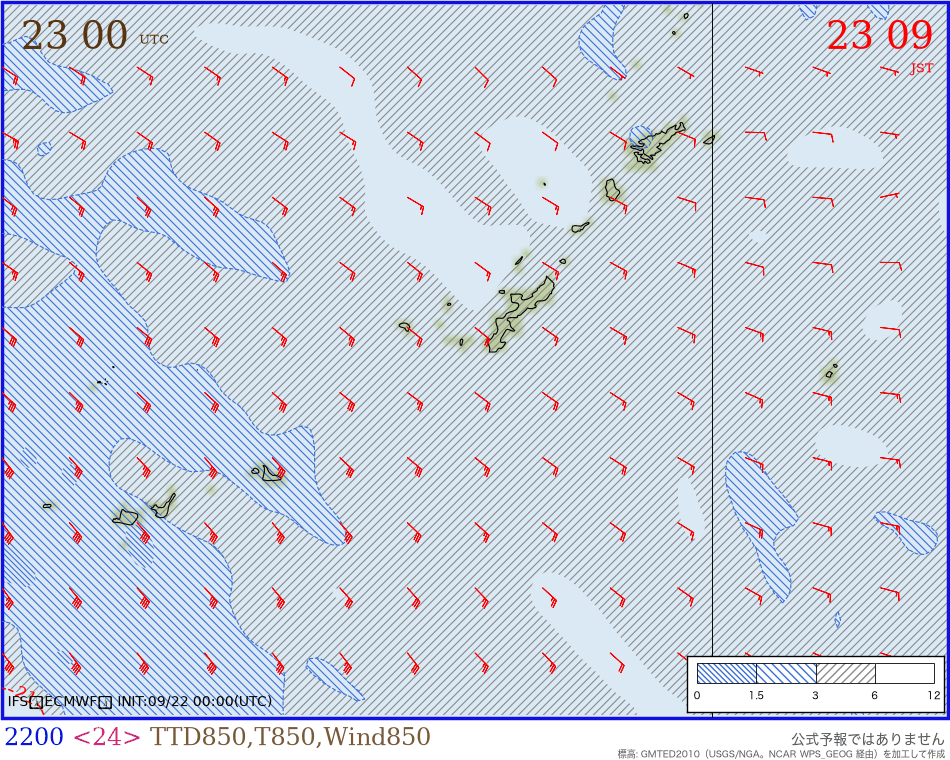 23 00 UTC
23 09
JST
21
IFS□ECMWF□ INIT:09/22 00:00(UTC)
0 1.5 3 6 12
2200 <24> TTD850,T850,Wind850
公式予報ではありません
標高: GMTED2010（USGS/NGA。NCAR WPS_GEOG 経由）を加工して作成